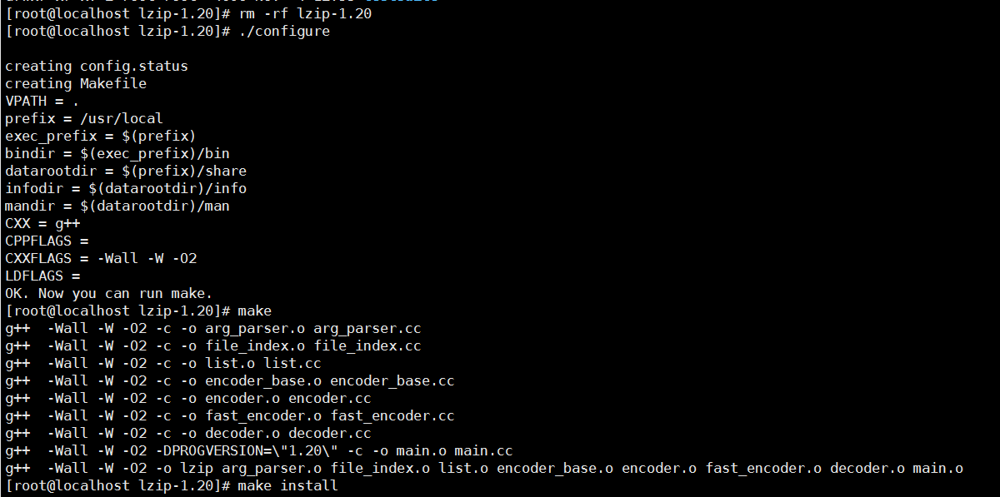 [root@localhost lzip-1.20]# rm -rf lzip-1.20
[root@localhost lzip-1.20]# ./configure
creating config.status
creating Makefile
VPATH = .
prefix = /usr/local
exec_prefix = $(prefix)
bindir = $(exec_prefix)/bin
datarootdir = $(prefix)/share
infodir = $(datarootdir)/info
mandir = $(datarootdir)/man
CXX = g++
CPPFLAGS =
CXXFLAGS = -Wall -W -O2
LDFLAGS =
OK. Now you can run make.
[root@localhost lzip-1.20]# make
g++  -Wall -W -O2 -c -o arg_parser.o arg_parser.cc
g++  -Wall -W -O2 -c -o file_index.o file_index.cc
g++  -Wall -W -O2 -c -o list.o list.cc
g++  -Wall -W -O2 -c -o encoder_base.o encoder_base.cc
g++  -Wall -W -O2 -c -o encoder.o encoder.cc
g++  -Wall -W -O2 -c -o fast_encoder.o fast_encoder.cc
g++  -Wall -W -O2 -c -o decoder.o decoder.cc
g++  -Wall -W -O2 -DPROGVERSION=\"1.20\" -c -o main.o main.cc
g++  -Wall -W -O2 -o lzip arg_parser.o file_index.o list.o encoder_base.o encoder.o fast_encoder.o decoder.o main.o
[root@localhost lzip-1.20]# make install